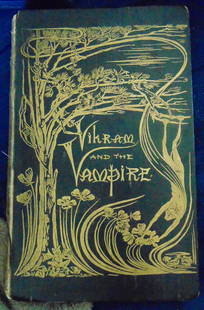 Vikram
and the
Vampire